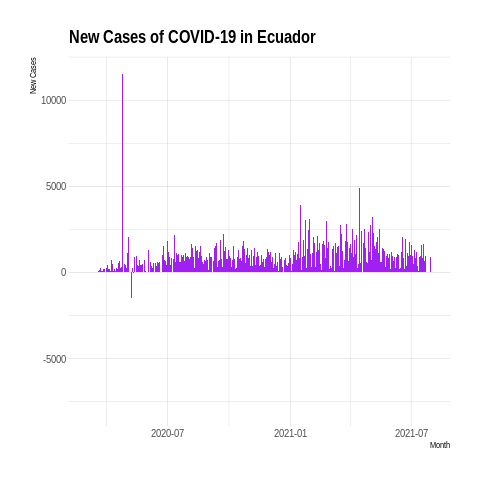 New Cases of COVID-19 in Ecuador
New Cases
10000
5000
0
-5000
2020-07
2021-01
2021-07
Month